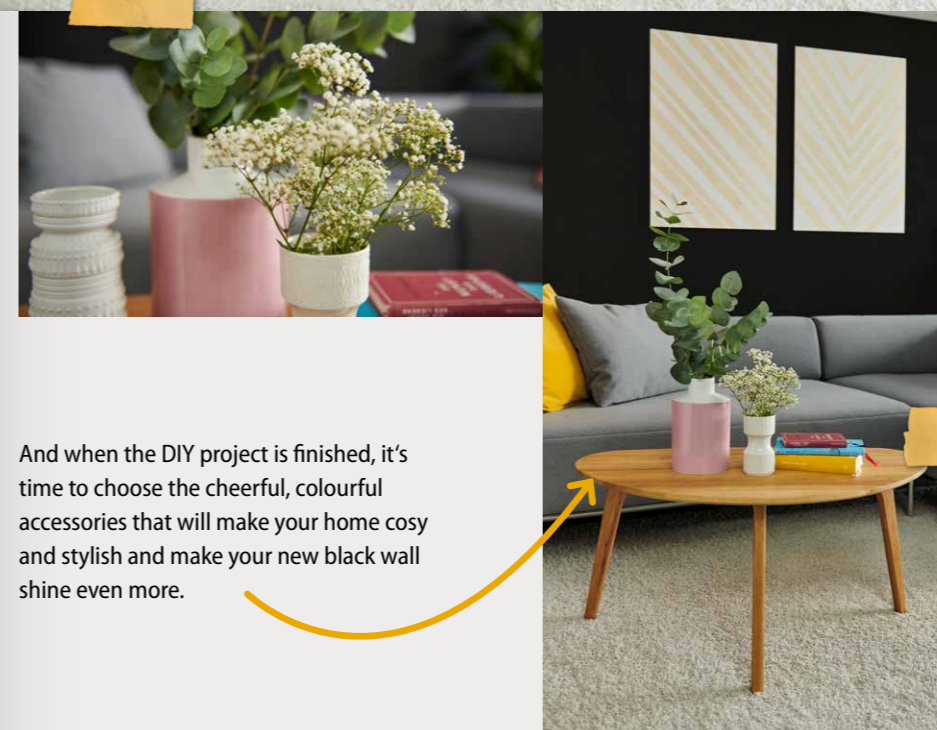 And when the DIY project is finished, it's
time to choose the cheerful, colourful
accessories that will make your home cosy
and stylish and make your new black wall
shine even more.